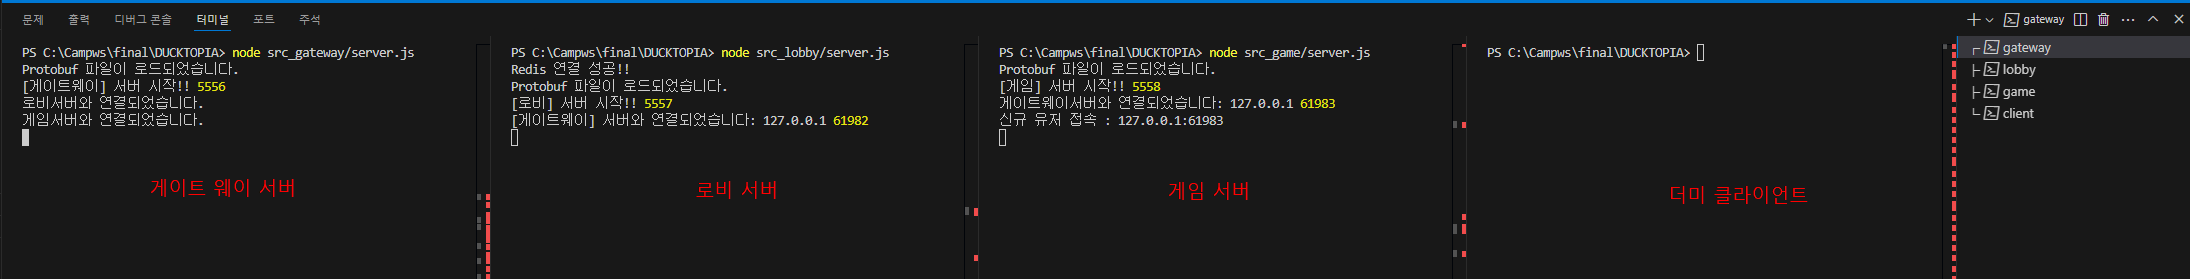 문제 출력 디버그 콘솔 터미널 포트 주석
gateway
PS C:\Campws\final\DUCKTOPIA> node src_gateway/server.js
Protobuf 파일이 로드되었습니다.
[게이트웨이] 서버 시작!! 5556
로비서버와 연결되었습니다.
게임서버와 연결되었습니다.
게이트 웨이 서버
PS C:\Campws\final\DUCKTOPIA> node src_lobby/server.js
Redis 연결 성공!!
Protobuf 파일이 로드되었습니다.
[로비] 서버 시작!! 5557
[게이트웨이] 서버와 연결되었습니다: 127.0.0.1 61982
로비 서버
PS C:\Campws\final\DUCKTOPIA> node src_game/server.js
Protobuf 파일이 로드되었습니다.
[게임] 서버 시작!! 5558
게이트웨이서버와 연결되었습니다: 127.0.0.1 61983
신규 유저 접속 : 127.0.0.1:61983
게임 서버
PS C:\Campws\final\DUCKTOPIA>
더미 클라이언트
gateway
lobby
game
client